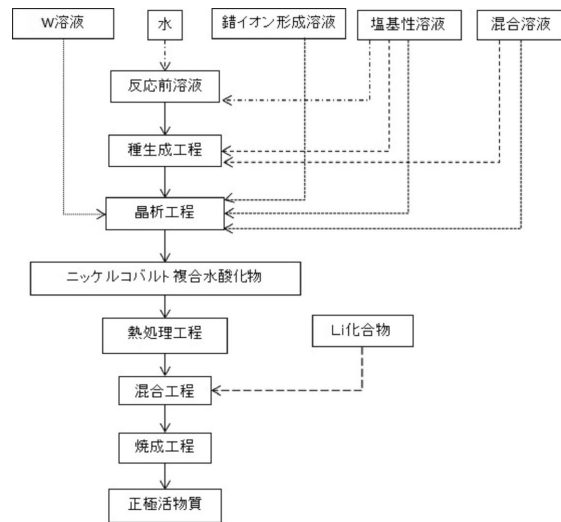 W溶液
水
錯イオン形成溶液
塩基性溶液
混合溶液
反応前溶液
種生成工程
晶析工程
ニッケルコバルト複合水酸化物
熱処理工程
Li化合物
混合工程
焼成工程
正極活物質